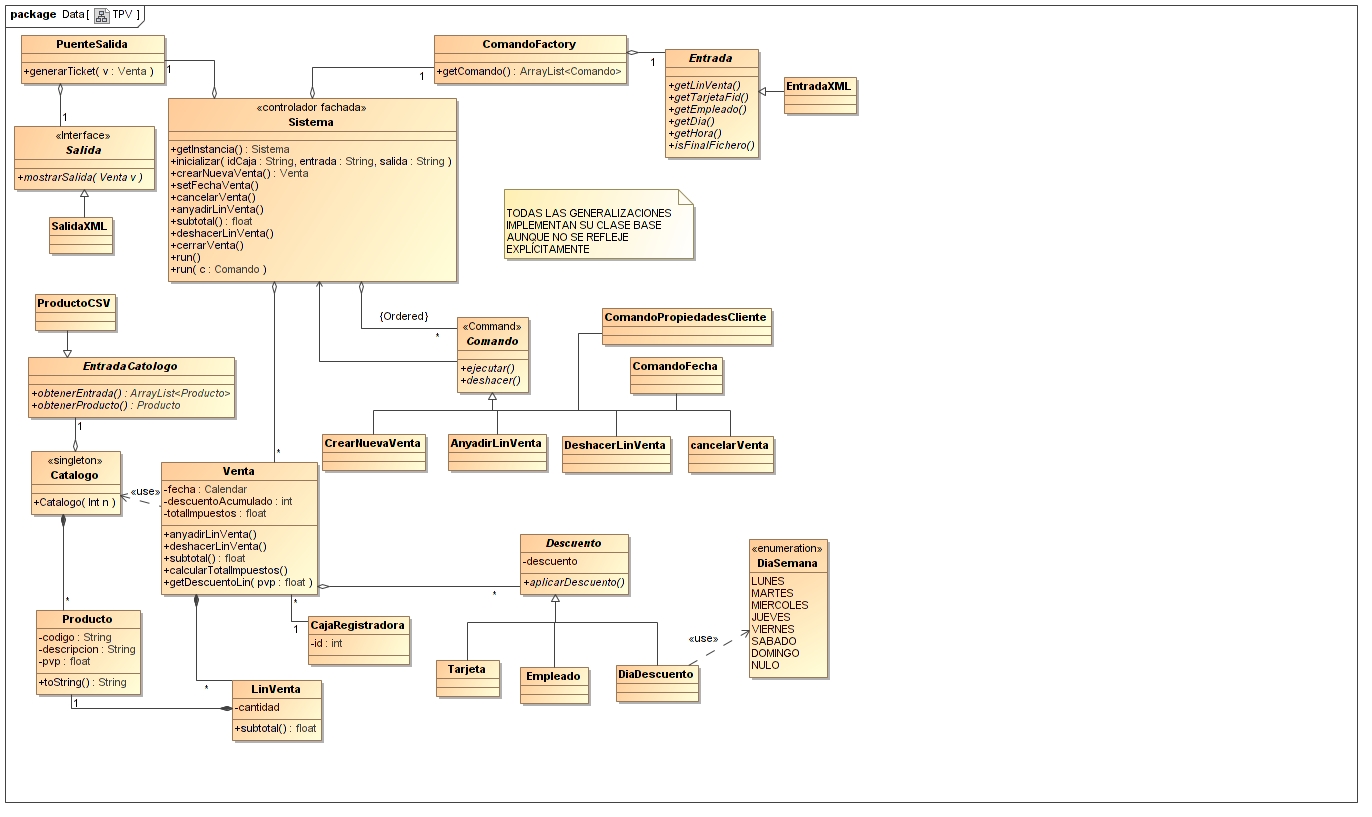 package Data [ TPV ]
PuenteSalida
+generarTicket( v : Venta )
1
1
«Interface»
Salida
+mostrarSalida( Venta v )
SalidaXML
«controlador fachada»
Sistema
+getInstancia() : Sistema
+inicializar( idCaja : String, entrada : String, salida : String )
+crearNuevaVenta() : Venta
+setFechaVenta()
+cancelarVenta()
+anyadirLinVenta()
+subtotal() : float
+deshacerLinVenta()
+cerrarVenta()
+run()
+run( c : Comando )
ComandoFactory
+getComando() : ArrayList<Comando>
1
1
Entrada
+getLinVenta()
+getTarjetaFid()
+getEmpleado()
+getDia()
+getHora()
+isFinalFichero()
EntradaXML
TODAS LAS GENERALIZACIONES
IMPLEMENTAN SU CLASE BASE
AUNQUE NO SE REFLEJE
EXPLÍCITAMENTE
ProductoCSV
EntradaCatologo
+obtenerEntrada() : ArrayList<Producto>
+obtenerProducto() : Producto
1
«singleton»
Catalogo
+Catalogo( Int n )
«use»
*
{Ordered}
*
«Command»
Comando
+ejecutar()
+deshacer()
ComandoPropiedadesCliente
ComandoFecha
CrearNuevaVenta
AnyadirLinVenta
DeshacerLinVenta
cancelarVenta
*
Venta
-fecha : Calendar
-descuentoAcumulado : int
-totalImpuestos : float
+anyadirLinVenta()
+deshacerLinVenta()
+subtotal() : float
+calcularTotalImpuestos()
+getDescuentoLin( pvp : float )
*
Descuento
-descuento
+aplicarDescuento()
«enumeration»
DiaSemana
LUNES
MARTES
MIERCOLES
JUEVES
VIERNES
SABADO
DOMINGO
NULO
«use»
Producto
-codigo : String
-descripcion : String
-pvp : float
+toString() : String
1
*
1
CajaRegistradora
-id : int
*
LinVenta
-cantidad
+subtotal() : float
Tarjeta
Empleado
DiaDescuento